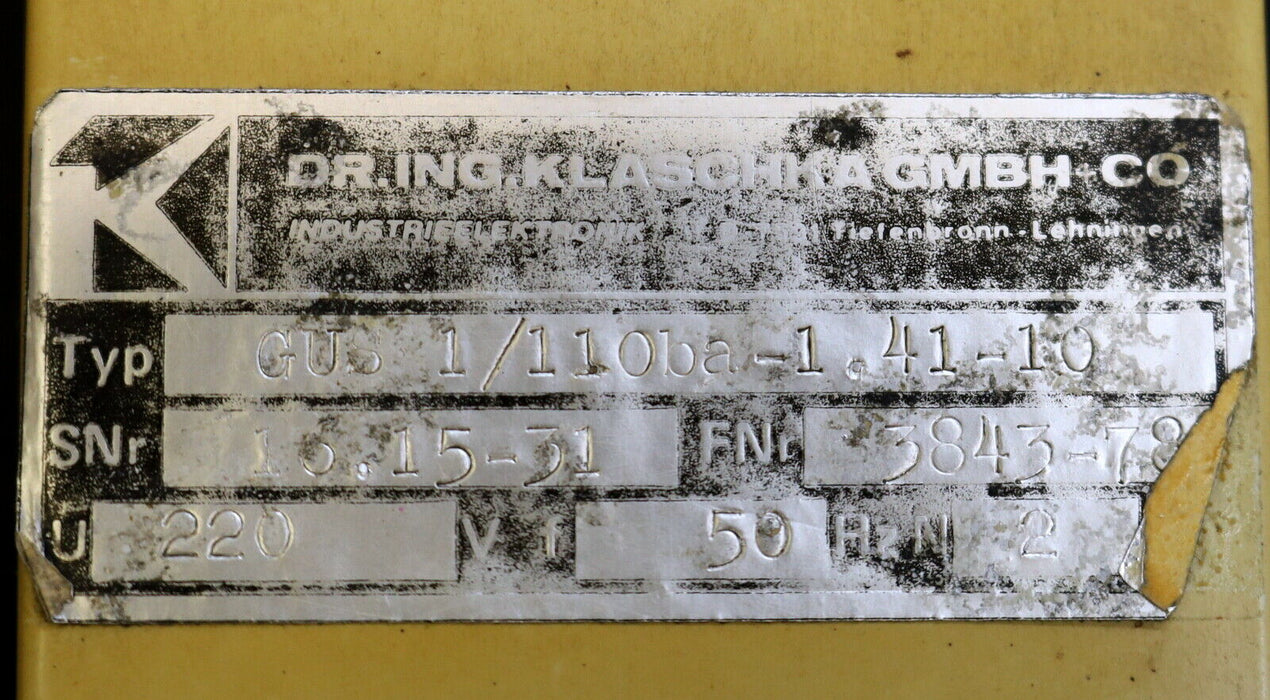 DR.ING.KLASCHKA GMBH+CO
INDUSTRIEELEKTRONIK Tiefenbronn-Lehningen
Typ GUS 1/110ba-1.41-10
SNr 13.15-31 FNr 3843-78
U 220 V f 50 Hz N 2